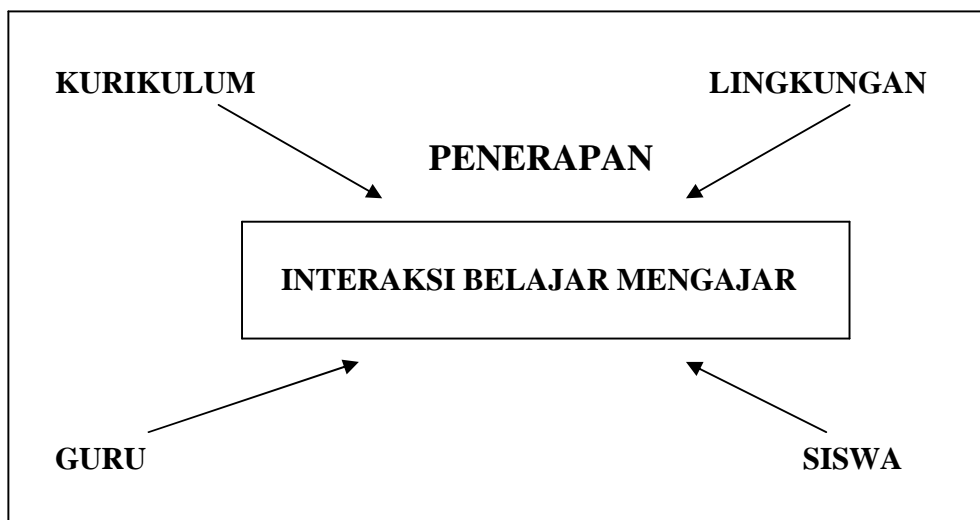 KURIKULUM LINGKUNGAN
PENERAPAN
INTERAKSI BELAJAR MENGAJAR
GURU SISWA